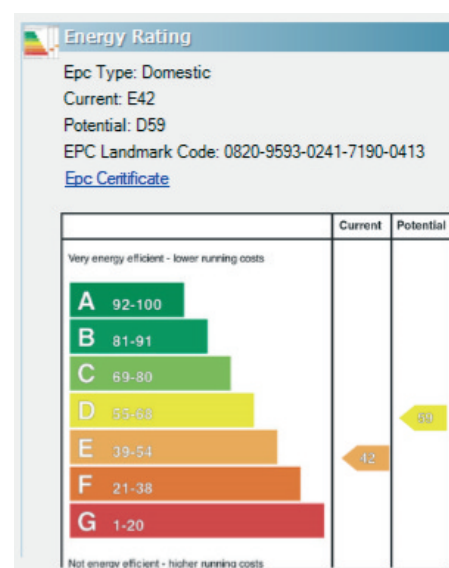 Energy Rating
Epc Type: Domestic
Current: E42
Potential: D59
EPC Landmark Code: 0820-9593-0241-7190-0413
Epc Certificate
Current Potential
Very energy efficient - lower running costs
A 92-100
B 81-91
C 69-80
D 55-68
59
E 39-54
42
F 21-38
G 1-20
Not energy efficient - higher running costs